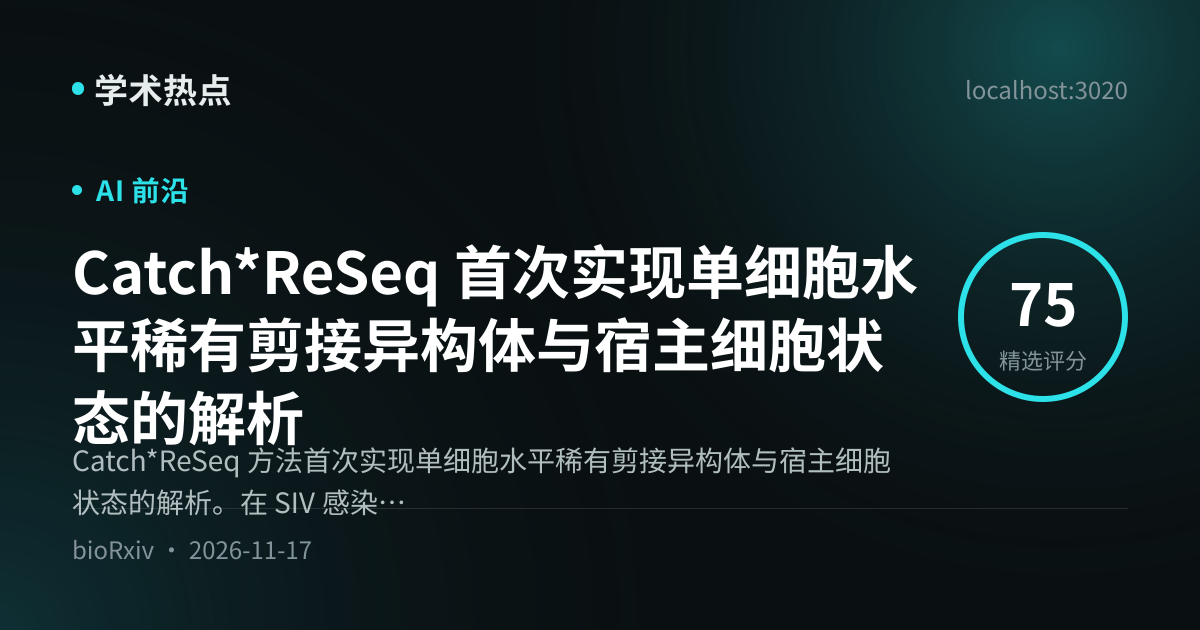 学术热点
localhost:3020
AI 前沿
Catch*ReSeq 首次实现单细胞水
平稀有剪接异构体与宿主细胞状
态的解析
75
精选评分
Catch*ReSeq 方法首次实现单细胞水平稀有剪接异构体与宿主细胞
状态的解析。在 SIV 感染…
bioRxiv · 2026-11-17